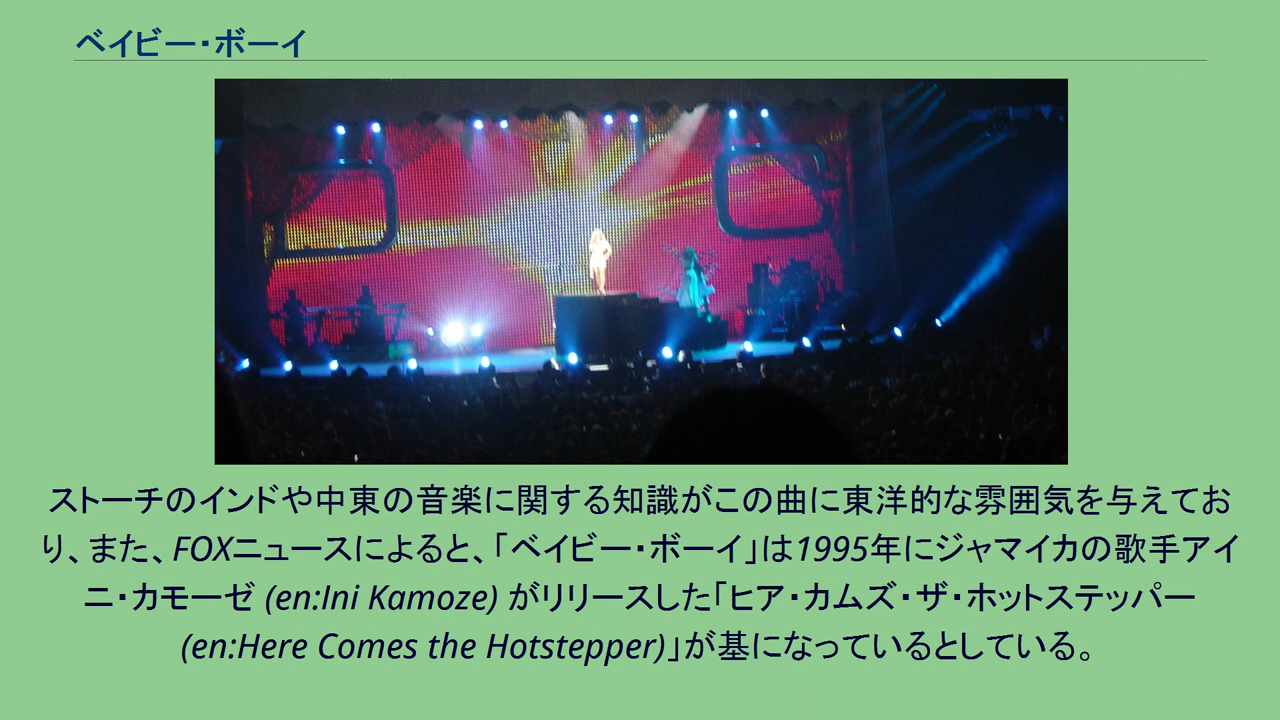 ベイビー・ボーイ
ストーチのインドや中東の音楽に関する知識がこの曲に東洋的な雰囲気を与えてお
り、また、FOXニュースによると、「ベイビー・ボーイ」は1995年にジャマイカの歌手アイ
ニ・カモーゼ (en:Ini Kamoze) がリリースした「ヒア・カムズ・ザ・ホットステッパー
(en:Here Comes the Hotstepper)」が基になっているとしている。